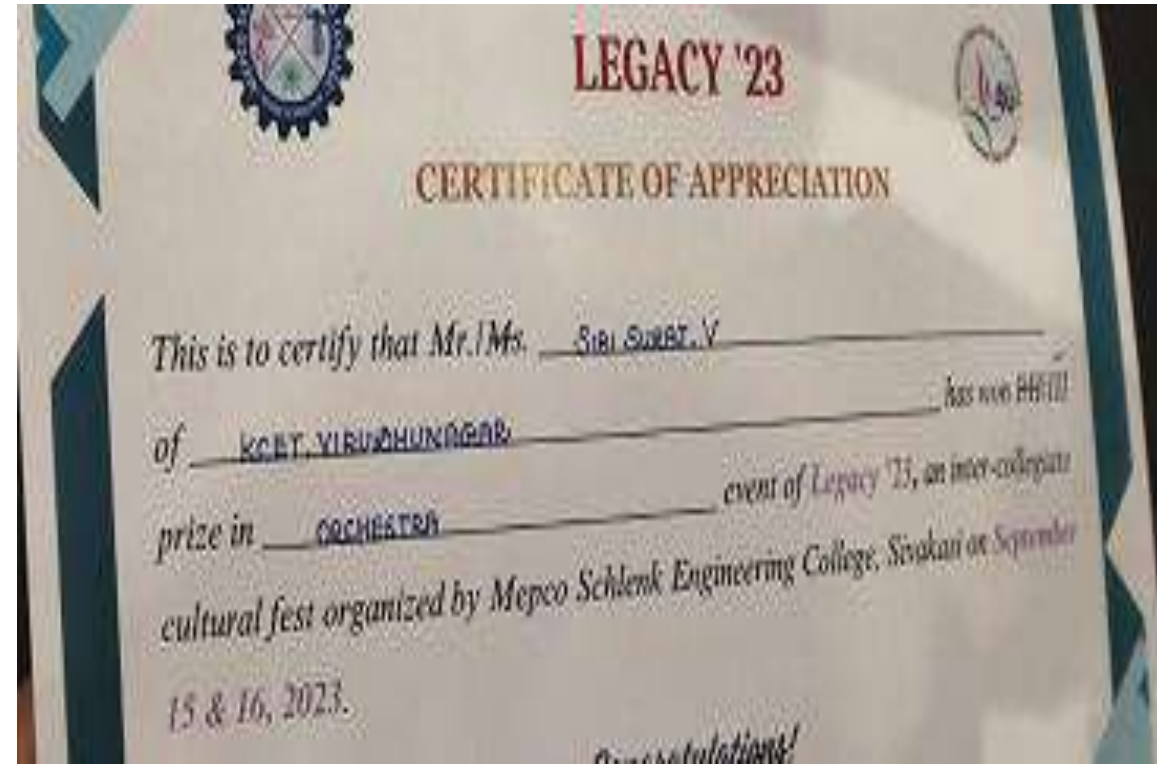 LEGACY '23
CERTIFICATE OF APPRECIATION
This is to certify that Mr./Ms. SIRI SURAJ. V
of KCET, VIRUDHUNAGAR has won
prize in ORCHESTRA event of Legacy '23, an inter-collegiate
cultural fest organized by Mepco Schlenk Engineering College, Sivakasi on September
15 & 16, 2023.
Congratulations!